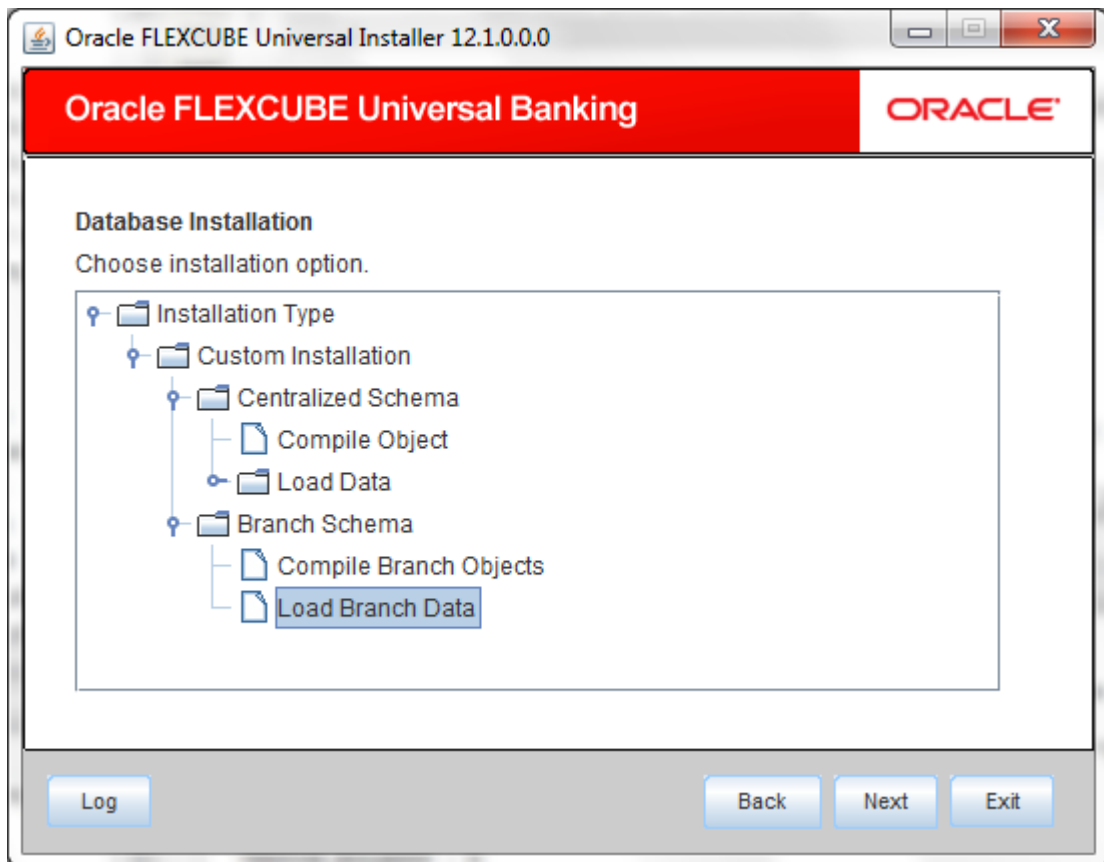 Oracle FLEXCUBE Universal Installer 12.1.0.0.0
Oracle FLEXCUBE Universal Banking
ORACLE
Database Installation
Choose installation option.
Installation Type
Custom Installation
Centralized Schema
Compile Object
Load Data
Branch Schema
Compile Branch Objects
Load Branch Data
Log
Back
Next
Exit